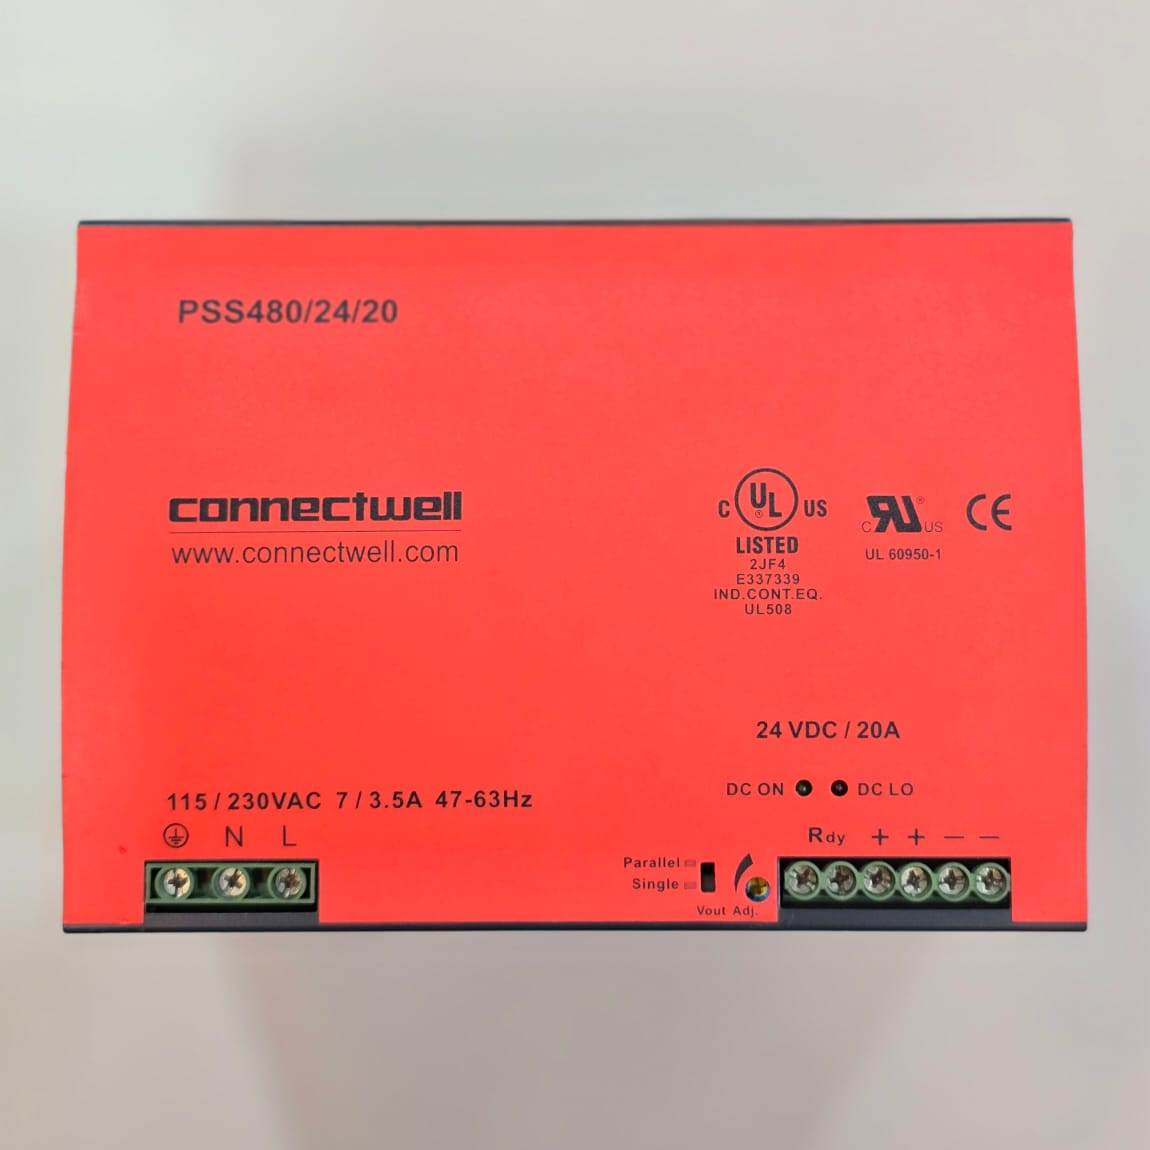 PSS480/24/20
connectwell
www.connectwell.com
C UL ® US
LISTED
2JF4
E337339
IND.CONT.EQ.
UL508
C RU ® US
UL 60950-1
CE
24 VDC / 20A
DC ON DC LO
115 / 230VAC 7 / 3.5A 47-63Hz
N L
Rdy + + — —
Parallel
Single
Vout Adj.